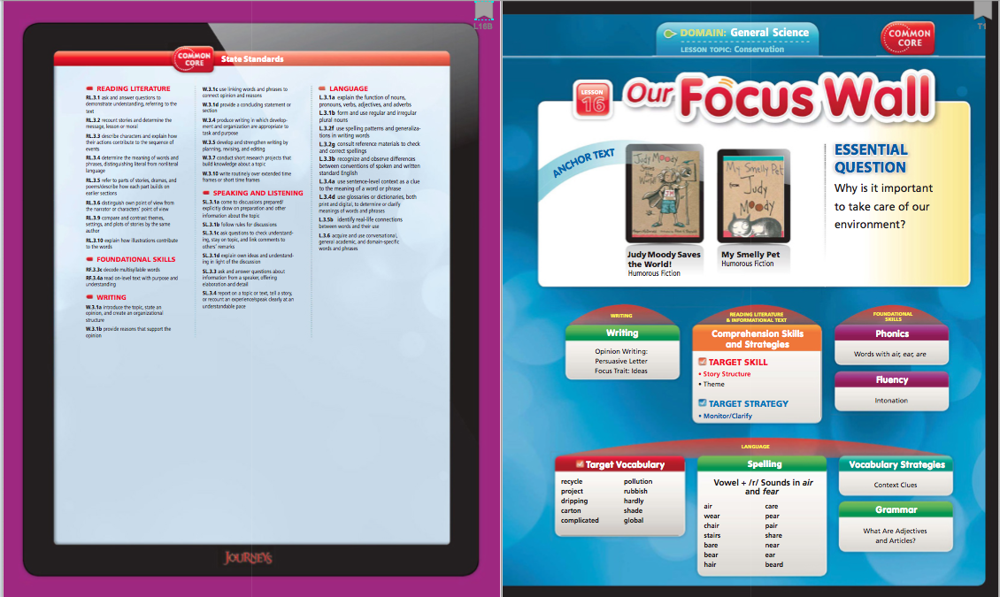 L16B
COMMON
CORE
State Standards
READING LITERATURE
RL.3.1 ask and answer questions to
demonstrate understanding, referring to the
text
RL.3.2 recount stories and determine the
message, lesson or moral
RL.3.3 describe characters and explain how
their actions contribute to the sequence of
events
RL.3.4 determine the meaning of words and
phrases, distinguishing literal from nonliteral
language
RL.3.5 refer to parts of stories, dramas, and
poems/describe how each part builds on
earlier sections
RL.3.6 distinguish own point of view from
the narrator or characters' point of view
RL.3.9 compare and contrast themes,
settings, and plots of stories by the same
author
RL.3.10 explain how illustrations contribute
to the words
FOUNDATIONAL SKILLS
RF.3.3c decode multisyllable words
RF.3.4a read on-level text with purpose and
understanding
WRITING
W.3.1a introduce the topic, state an
opinion, and create an organizational
structure
W.3.1b provide reasons that support the
opinion
W.3.1c use linking words and phrases to
connect opinion and reasons
W.3.1d provide a concluding statement or
section
W.3.4 produce writing in which develop-
ment and organization are appropriate to
task and purpose
W.3.5 develop and strengthen writing by
planning, revising, and editing
W.3.7 conduct short research projects that
build knowledge about a topic
W.3.10 write routinely over extended time
frames or short time frames
SPEAKING AND LISTENING
SL.3.1a come to discussions prepared/
explicitly draw on preparation and other
information about the topic
SL.3.1b follow rules for discussions
SL.3.1c ask questions to check understand-
ing, stay on topic, and link comments to
others' remarks
SL.3.1d explain own ideas and understand-
ing in light of the discussion
SL.3.3 ask and answer questions about
information from a speaker, offering
elaboration and detail
SL.3.4 report on a topic or text, tell a story,
or recount an experience/speak clearly at an
understandable pace
LANGUAGE
L.3.1a explain the function of nouns,
pronouns, verbs, adjectives, and adverbs
L.3.1b form and use regular and irregular
plural nouns
L.3.2f use spelling patterns and generaliza-
tions in writing words
L.3.2g consult reference materials to check
and correct spellings
L.3.3b recognize and observe differences
between conventions of spoken and written
standard English
L.3.4a use sentence-level context as a clue
to the meaning of a word or phrase
L.3.4d use glossaries or dictionaries, both
print and digital, to determine or clarify
meanings of words and phrases
L.3.5b identify real-life connections
between words and their use
L.3.6 acquire and use conversational,
general academic, and domain-specific
words and phrases
JOURNEYS
T1
DOMAIN: General Science
LESSON TOPIC: Conservation
COMMON
CORE
LESSON
16
Our Focus Wall
ANCHOR TEXT
Judy Moody
Saves
the World!
My Smelly Pet
from
Judy
Moody
Judy Moody Saves
the World!
Humorous Fiction
My Smelly Pet
Humorous Fiction
ESSENTIAL
QUESTION
Why is it important
to take care of our
environment?
WRITING
Writing
Opinion Writing:
Persuasive Letter
Focus Trait: Ideas
READING LITERATURE
& INFORMATIONAL TEXT
Comprehension Skills
and Strategies
TARGET SKILL
• Story Structure
• Theme
TARGET STRATEGY
• Monitor/Clarify
FOUNDATIONAL
SKILLS
Phonics
Words with air, ear, are
Fluency
Intonation
LANGUAGE
Target Vocabulary
recycle pollution
project rubbish
dripping hardly
carton shade
complicated global
Spelling
Vowel + /r/ Sounds in air
and fear
air care
wear pear
chair pair
stairs share
bare near
bear ear
hair beard
Vocabulary Strategies
Context Clues
Grammar
What Are Adjectives
and Articles?